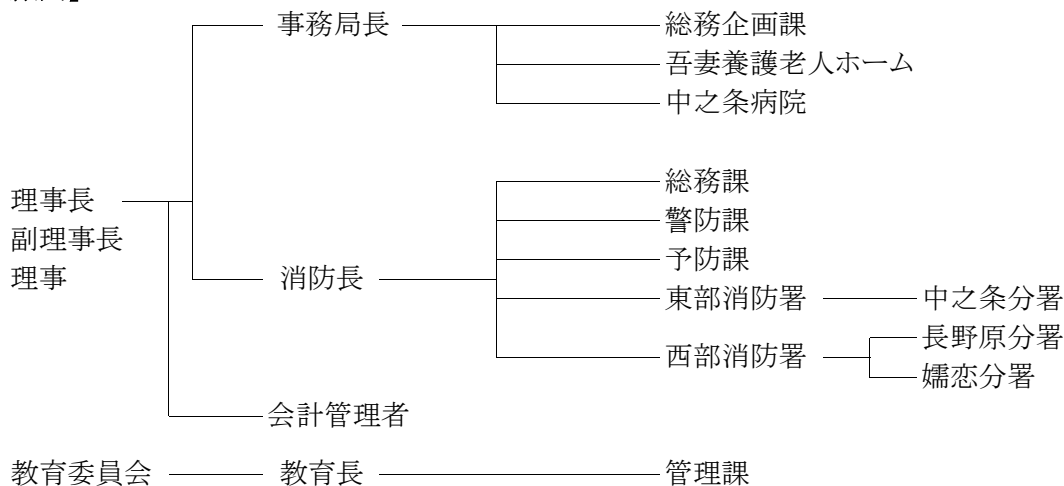 事務局長 総務企画課
吾妻養護老人ホーム
中之条病院
総務課
理事長
警防課
副理事長
予防課
理事 消防長
東部消防署 中之条分署
長野原分署
西部消防署
嬬恋分署
会計管理者
教育委員会 教育長 管理課